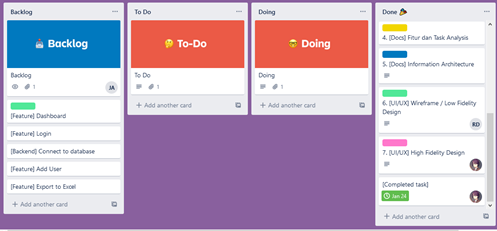 Backlog
Backlog
Backlog
1
JA
[Feature] Dashboard
[Feature] Login
[Backend] Connect to database
[Feature] Add User
[Feature] Export to Excel
+ Add another card
To Do
To-Do
To Do
1
+ Add another card
Doing
Doing
Doing
1
+ Add another card
Done
4. [Docs] Fitur dan Task Analysis
5. [Docs] Information Architecture
6. [UI/UX] Wireframe / Low Fidelity
Design
RD
7. [UI/UX] High Fidelity Design
[Completed task]
Jan 24
+ Add another card